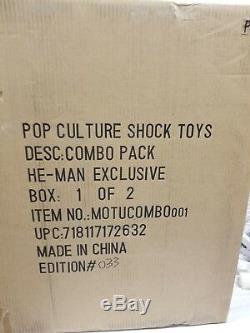 P
POP CULTURE SHOCK TOYS
DESC:COMBO PACK
HE-MAN EXCLUSIVE
BOX: 1 OF 2
ITEM NO.:MOTUCOMBO001
UPC:718117172632
MADE IN CHINA
EDITION#033